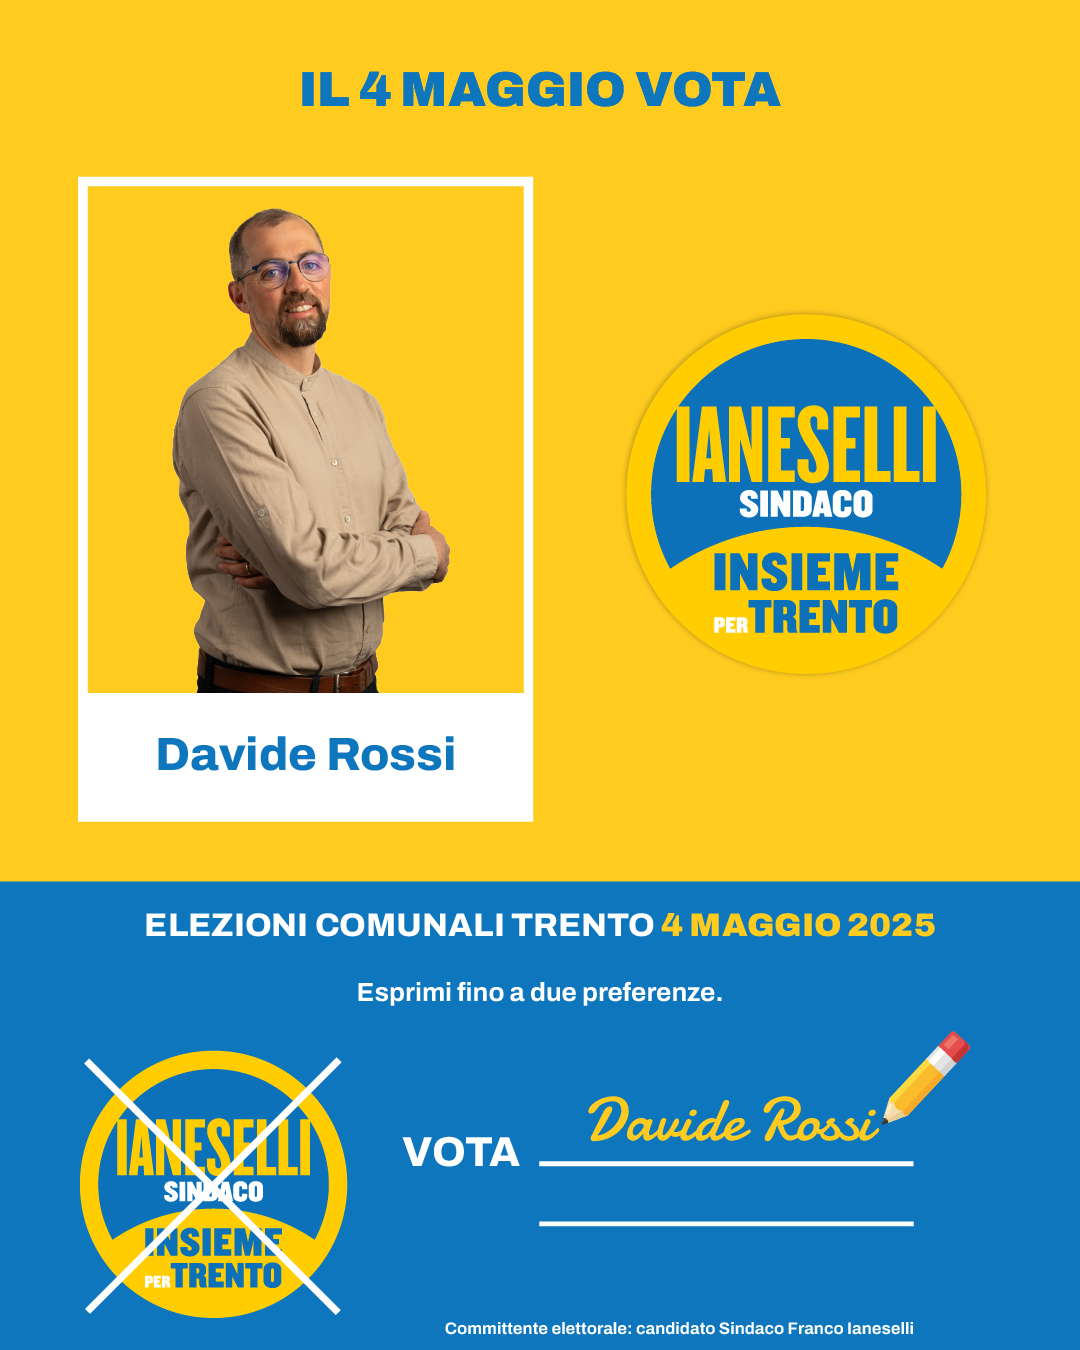 IL 4 MAGGIO VOTA
IANESELLI
SINDACO
INSIEME
PER TRENTO
Davide Rossi
ELEZIONI COMUNALI TRENTO 4 MAGGIO 2025
Esprimi fino a due preferenze.
IANESELLI
SINDACO
INSIEME
PER TRENTO
VOTA
Davide Rossi
Committente elettorale: candidato Sindaco Franco Ianeselli